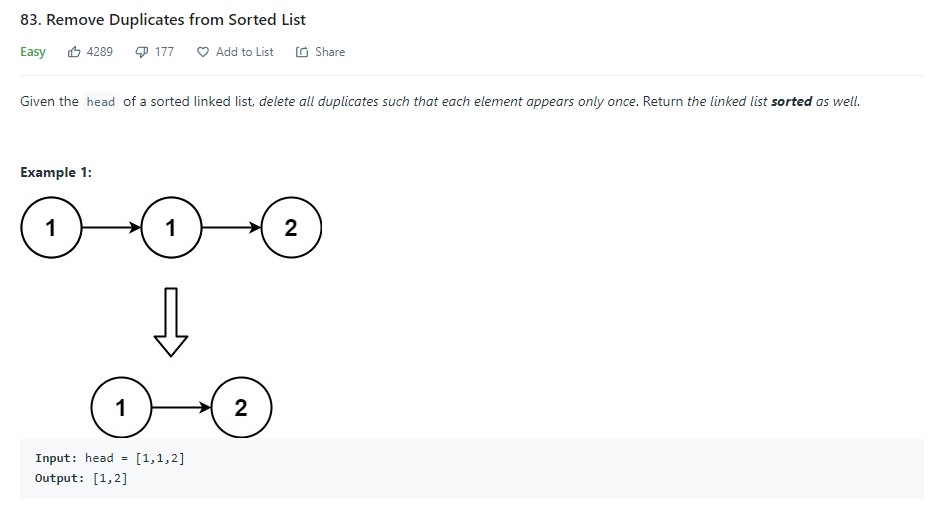 83. Remove Duplicates from Sorted List
Easy 4289 177 Add to List Share
Given the head of a sorted linked list, delete all duplicates such that each element appears only once. Return the linked list sorted as well.
Example 1:
1 1 2
1 2
Input: head = [1,1,2]
Output: [1,2]